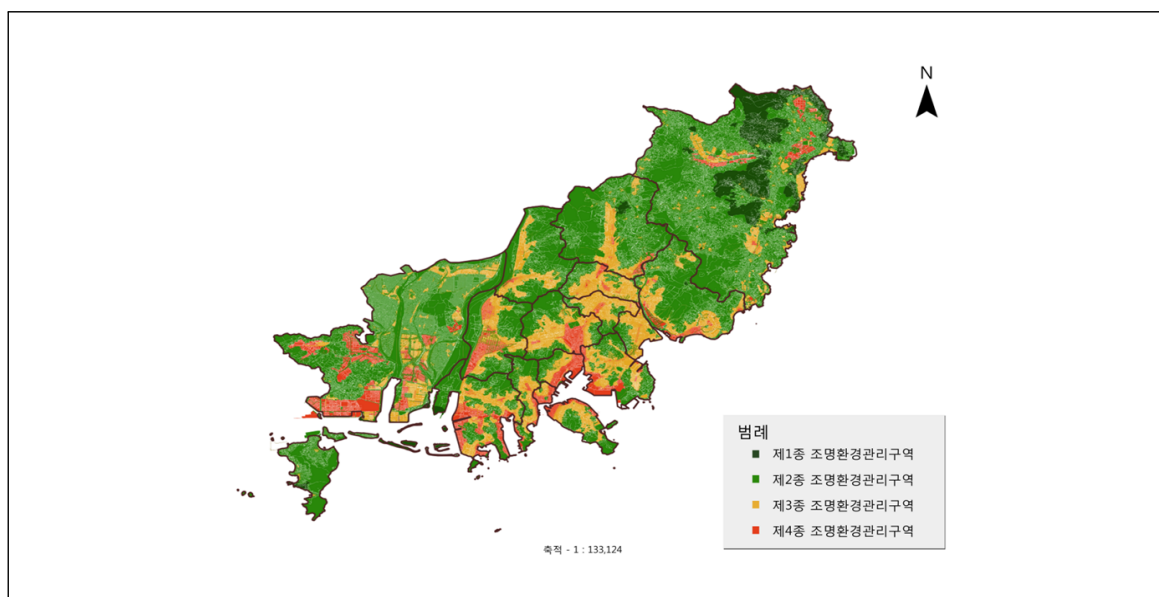 N
범례
제1종 조명환경관리구역
제2종 조명환경관리구역
제3종 조명환경관리구역
제4종 조명환경관리구역
축적 - 1 : 133,124